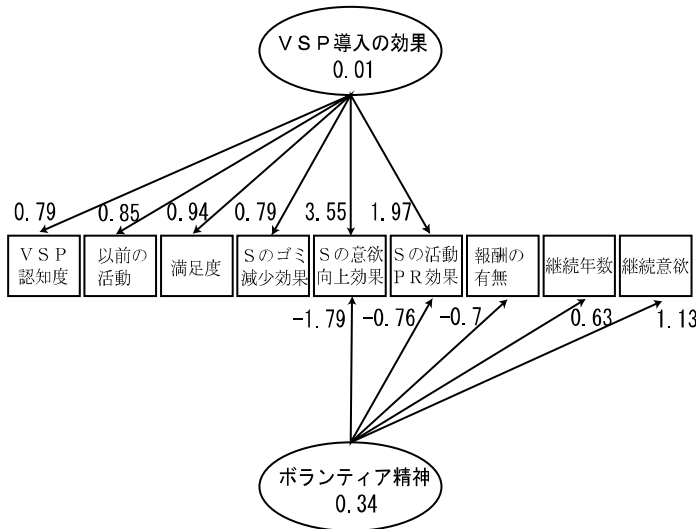 ＶＳＰ導入の効果
0.01
0.79
0.85
0.94
0.79
3.55
1.97
ＶＳＰ
認知度
以前の
活動
満足度
Ｓのゴミ
減少効果
Ｓの意欲
向上効果
Ｓの活動
ＰＲ効果
報酬の
有無
継続年数
継続意欲
-1.79
-0.76
-0.7
0.63
1.13
ボランティア精神
0.34